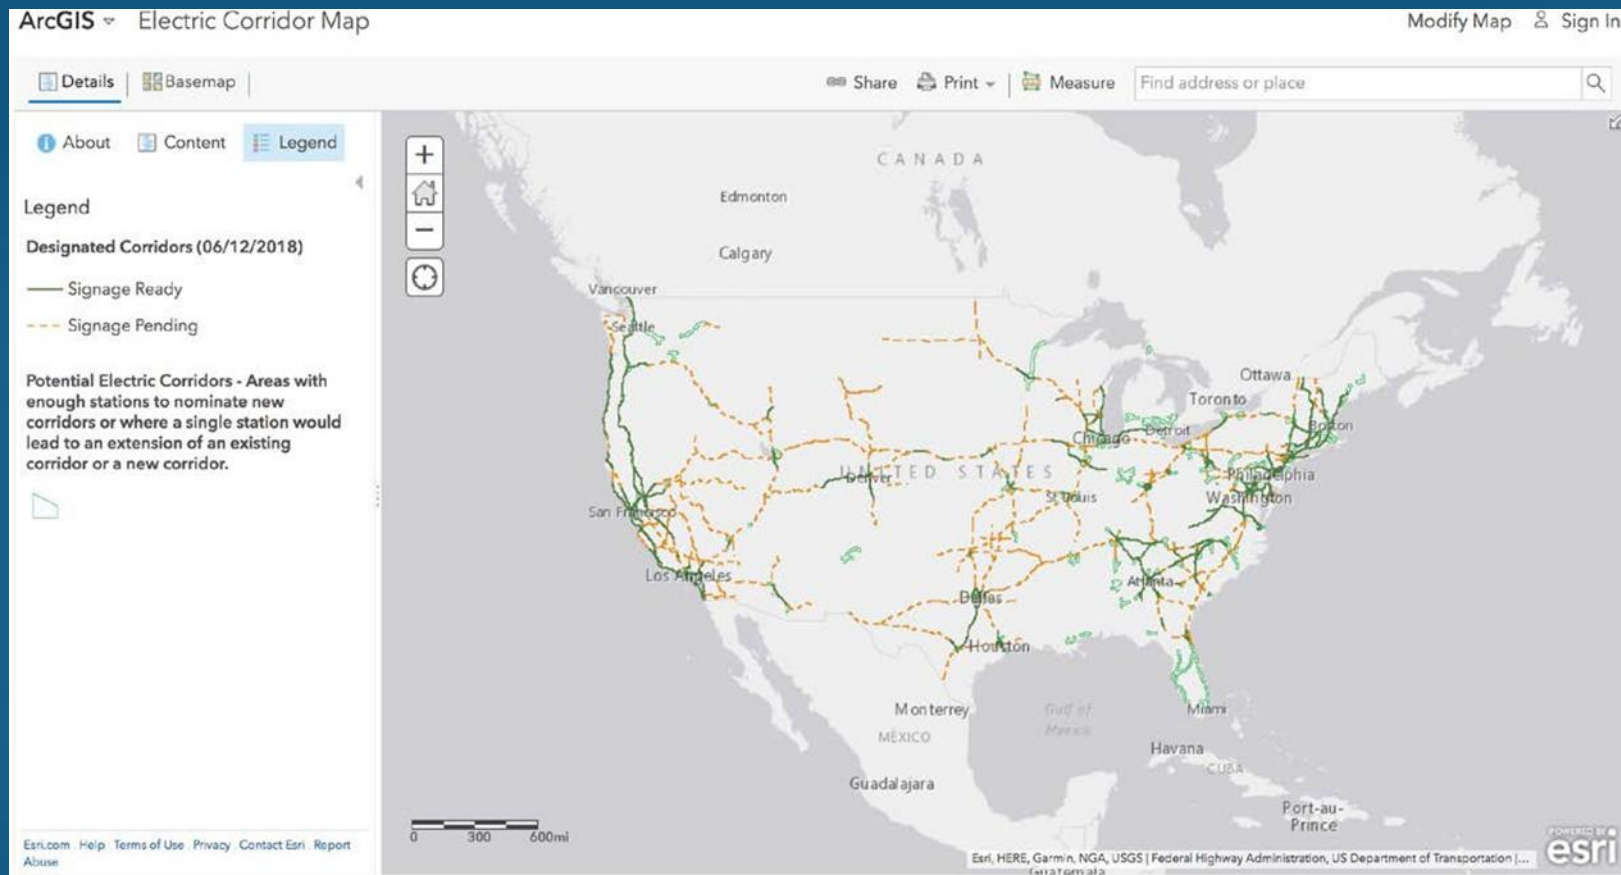 ArcGIS Electric Corridor Map
Modify Map Sign In
Details Basemap
Share Print Measure Find address or place
About Content Legend
Legend
Designated Corridors (06/12/2018)
Signage Ready
Signage Pending
Potential Electric Corridors - Areas with
enough stations to nominate new
corridors or where a single station would
lead to an extension of an existing
corridor or a new corridor.
Esri.com Help Terms of Use Privacy Contact Esri Report
Abuse
+
−
CANADA
Edmonton
Calgary
Vancouver
Seattle
Ottawa
Toronto
Boston
Chicago
Detroit
UNITED STATES
Denver
Philadelphia
St Louis
Washington
San Francisco
Los Angeles
Atlanta
Dallas
Houston
Monterrey
Gulf of
Mexico
Miami
MÉXICO
Havana
CUBA
Guadalajara
Port-au-
Prince
0 300 600mi
Esri, HERE, Garmin, NGA, USGS | Federal Highway Administration, US Department of Transportation |...
Guatemala
POWERED BY
esri